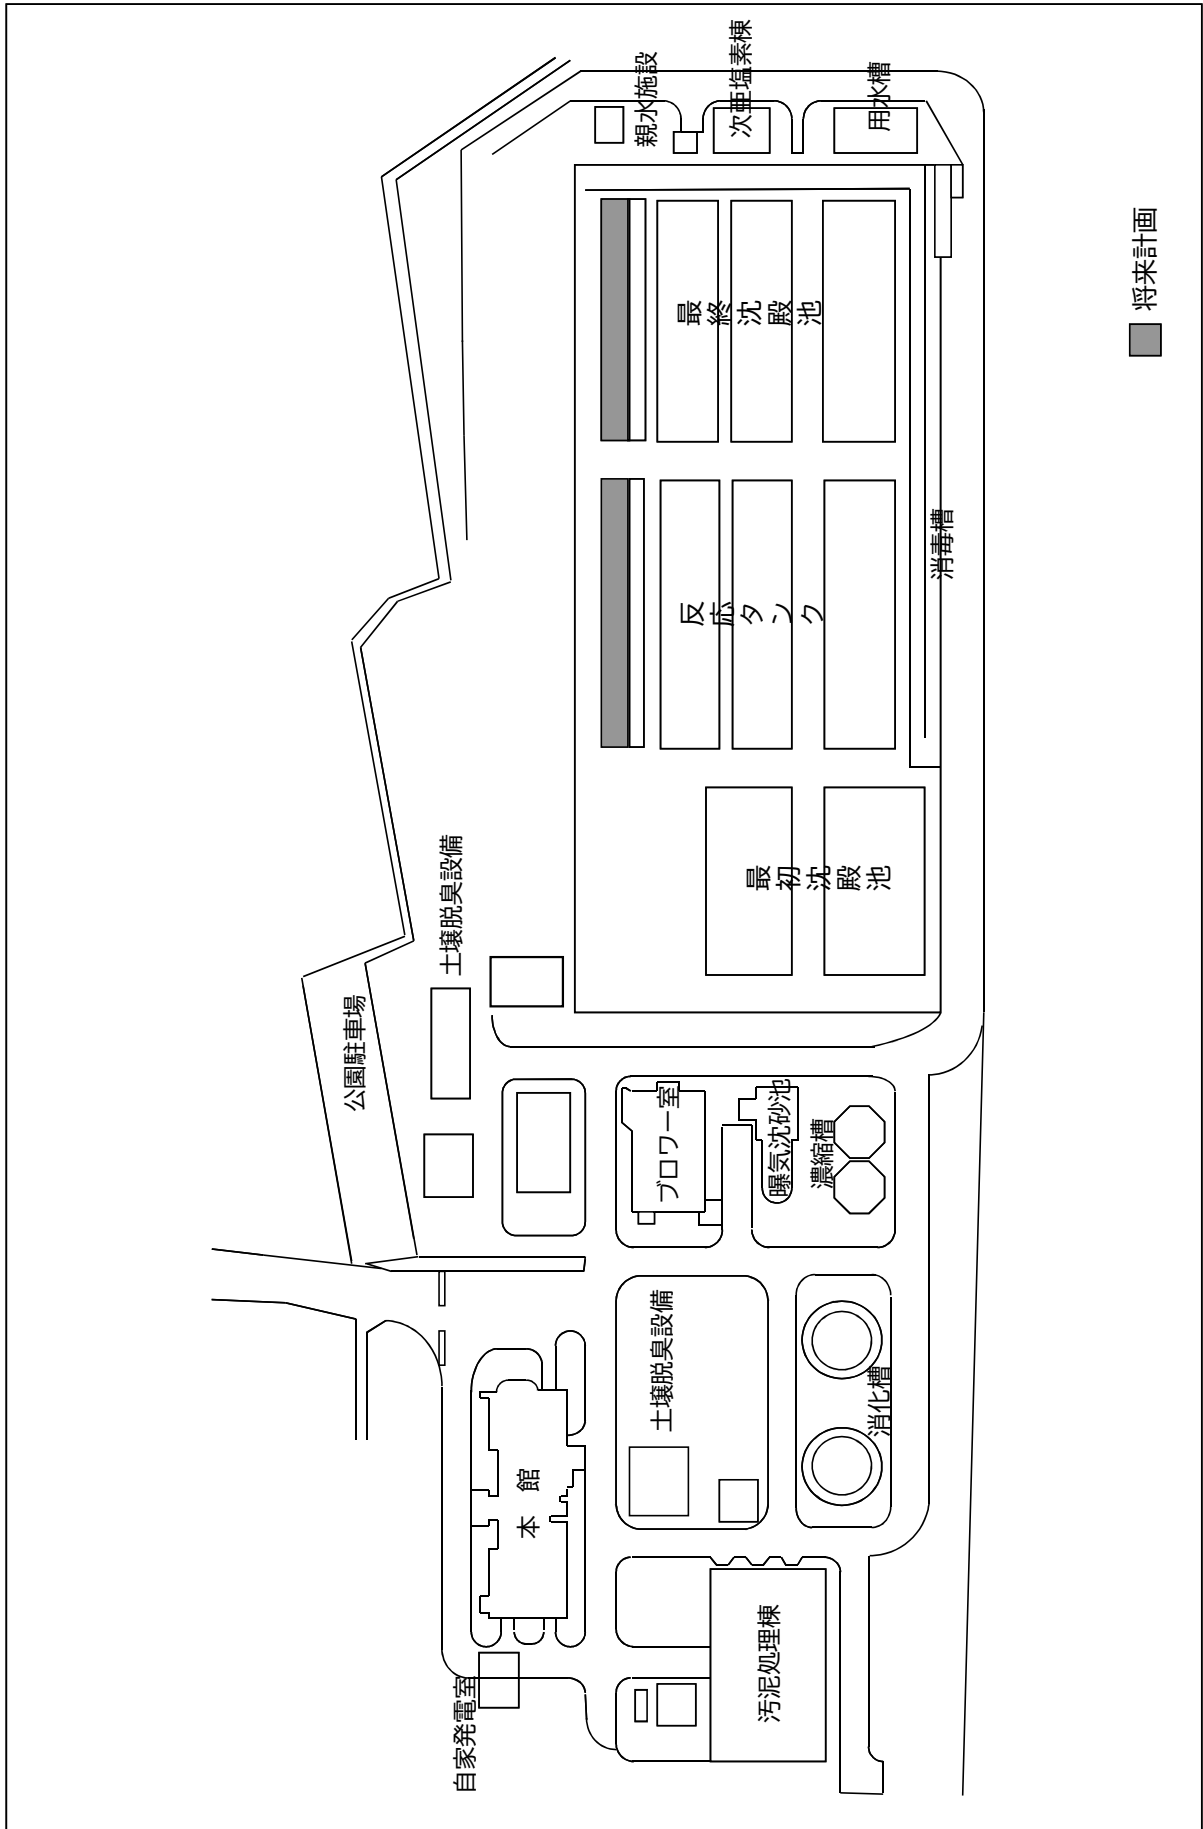 親水施設
次亜塩素棟
用水槽
将来計画
最終沈殿池
消毒槽
反応タンク
最初沈殿池
土壌脱臭設備
公園駐車場
ブロワー室
曝気沈砂池
濃縮槽
土壌脱臭設備
消化槽
本館
汚泥処理棟
自家発電室